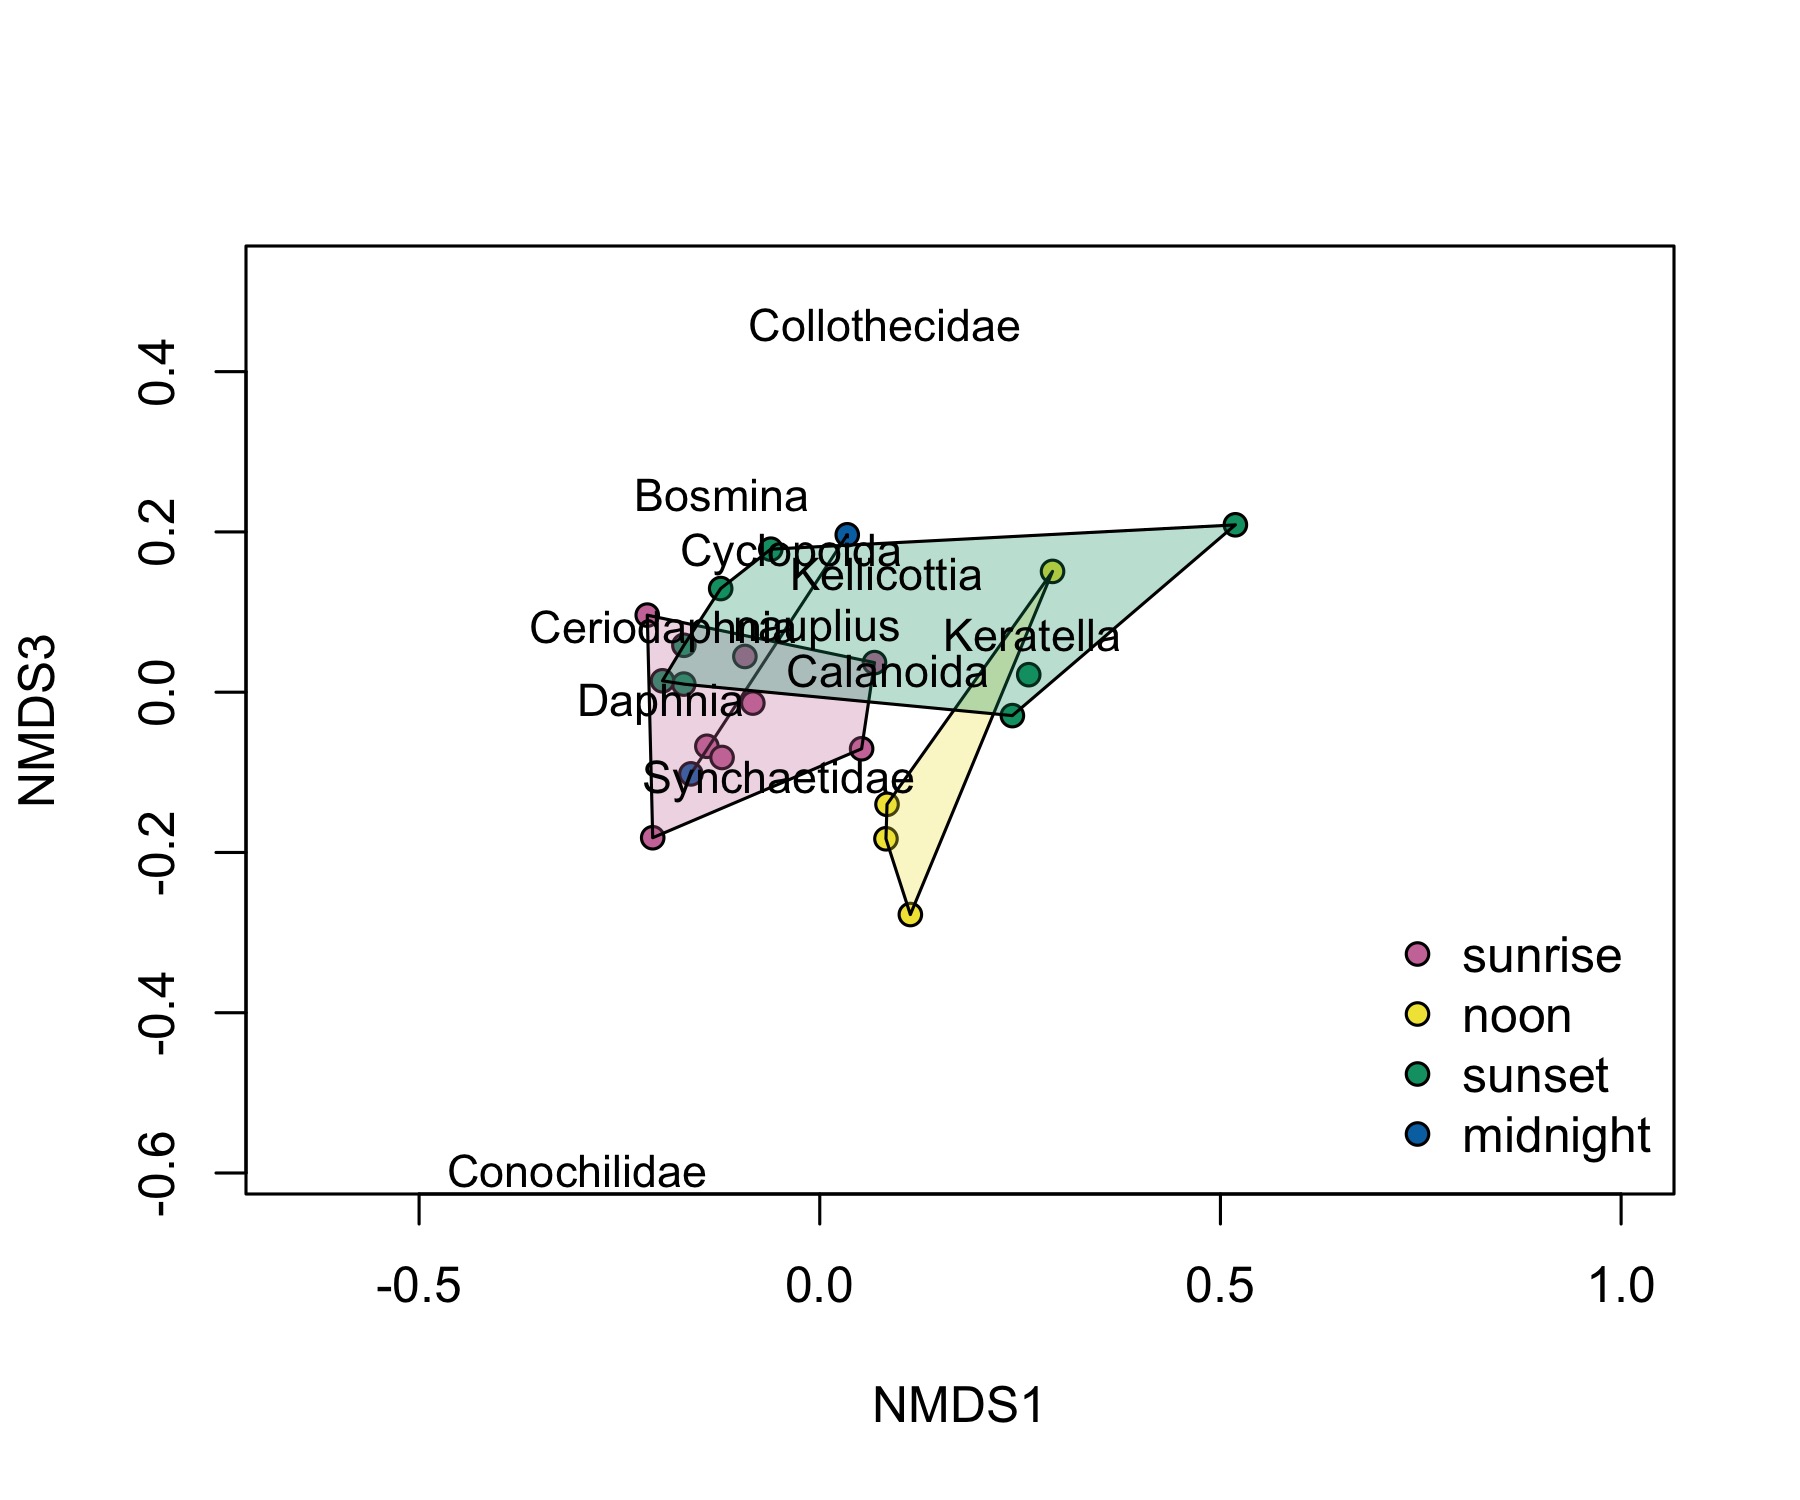 Collothecidae
Bosmina
Cyclopoida
Kellicottia
Ceriodaphnia
nauplius
Keratella
Calanoida
Daphnia
Synchaetidae
Conochilidae
sunrise
noon
sunset
midnight
NMDS3
0.4
0.2
0.0
-0.2
-0.4
-0.6
-0.5 0.0 0.5 1.0
NMDS1